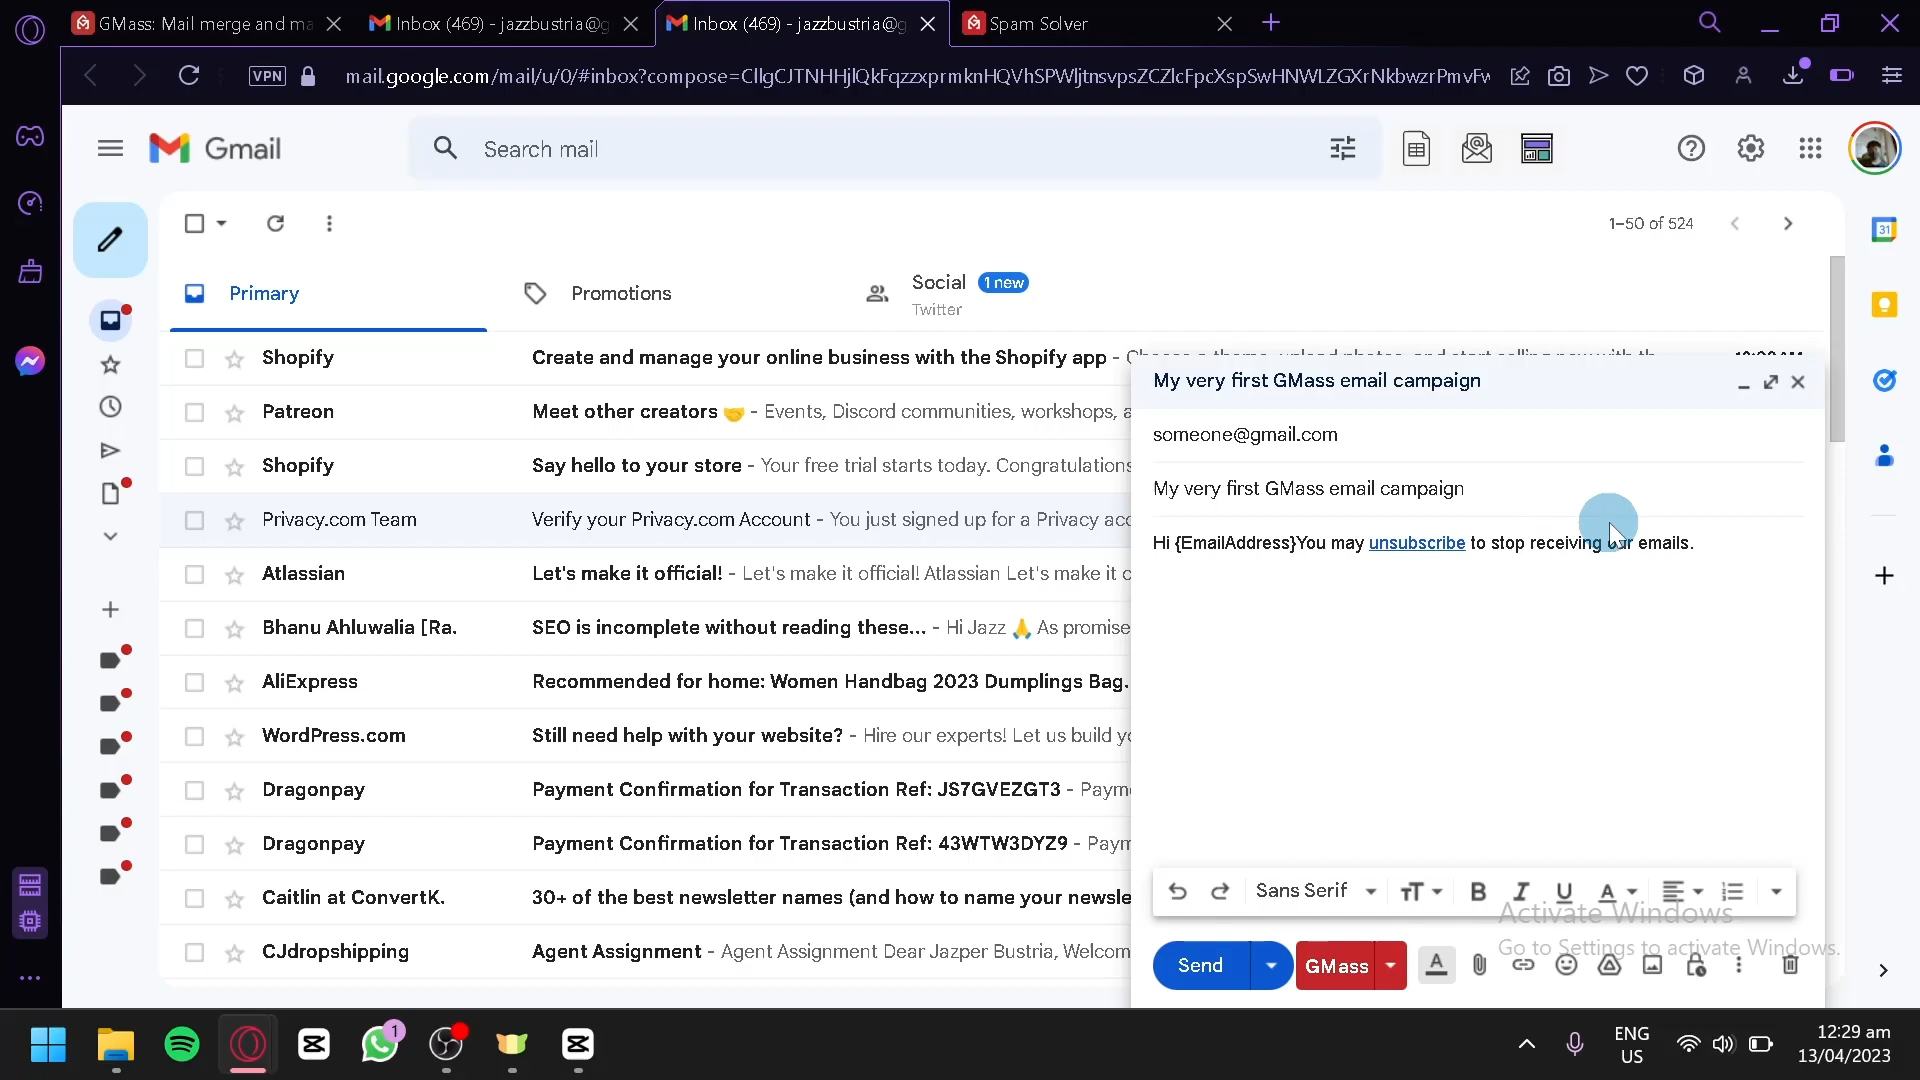 GMass: Mail merge and ma
Inbox (469) - jazzbustria@g
Inbox (469) - jazzbustria@g
Spam Solver
VPN
Gmail
Search mail
1–50 of 524
Primary
Promotions
Social
1 new
Twitter
Shopify
Create and manage your online business with the Shopify app -
Patreon
Meet other creators 🤝 - Events, Discord communities, workshops, a
Shopify
Say hello to your store - Your free trial starts today. Congratulations
Privacy.com Team
Verify your Privacy.com Account - You just signed up for a Privacy acc
Atlassian
Let's make it official! - Let's make it official! Atlassian Let's make it c
Bhanu Ahluwalia [Ra.
SEO is incomplete without reading these... - Hi Jazz 🙏 As promise
AliExpress
Recommended for home: Women Handbag 2023 Dumplings Bag.
WordPress.com
Still need help with your website? - Hire our experts! Let us build yo
Dragonpay
Payment Confirmation for Transaction Ref: JS7GVEZGT3 - Paym
Dragonpay
Payment Confirmation for Transaction Ref: 43WTW3DYZ9 - Paym
Caitlin at ConvertK.
30+ of the best newsletter names (and how to name your newsle
CJdropshipping
Agent Assignment - Agent Assignment Dear Jazper Bustria, Welcom
My very first GMass email campaign
someone@gmail.com
My very first GMass email campaign
Hi {EmailAddress}You may unsubscribe to stop receiving our emails.
Sans Serif
Activate Windows
Go to Settings to activate Windows.
Send
GMass
1
ENG
US
12:29 am
13/04/2023